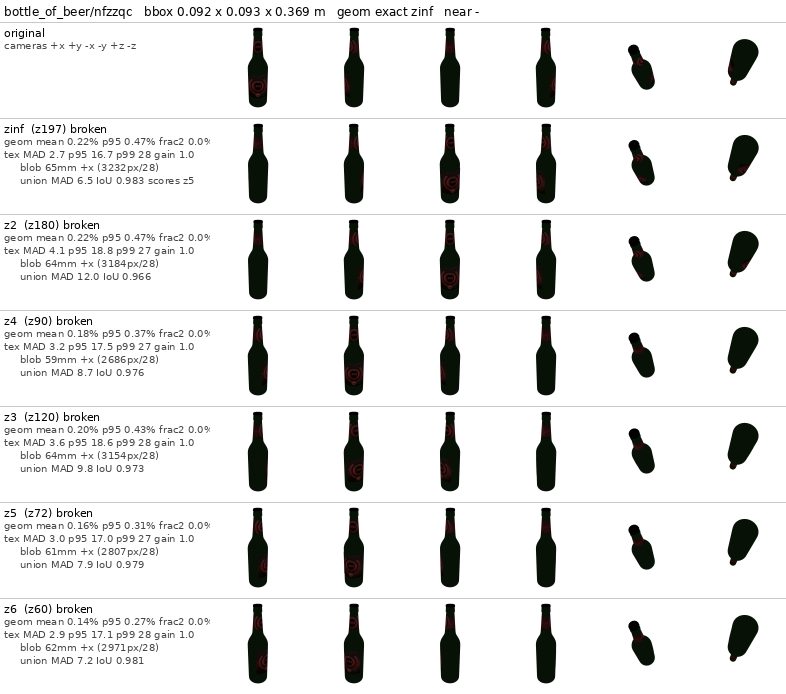 bottle_of_beer/nfzzqc bbox 0.092 x 0.093 x 0.369 m geom exact zinf near -
original
cameras +x +y -x -y +z -z
zinf (z197) broken
geom mean 0.22% p95 0.47% frac2 0.0%
tex MAD 2.7 p95 16.7 p99 28 gain 1.0
blob 65mm +x (3232px/28)
union MAD 6.5 IoU 0.983 scores z5
z2 (z180) broken
geom mean 0.22% p95 0.47% frac2 0.0%
tex MAD 4.1 p95 18.8 p99 27 gain 1.0
blob 64mm +x (3184px/28)
union MAD 12.0 IoU 0.966
z4 (z90) broken
geom mean 0.18% p95 0.37% frac2 0.0%
tex MAD 3.2 p95 17.5 p99 27 gain 1.0
blob 59mm +x (2686px/28)
union MAD 8.7 IoU 0.976
z3 (z120) broken
geom mean 0.20% p95 0.43% frac2 0.0%
tex MAD 3.6 p95 18.6 p99 28 gain 1.0
blob 64mm +x (3154px/28)
union MAD 9.8 IoU 0.973
z5 (z72) broken
geom mean 0.16% p95 0.31% frac2 0.0%
tex MAD 3.0 p95 17.0 p99 27 gain 1.0
blob 61mm +x (2807px/28)
union MAD 7.9 IoU 0.979
z6 (z60) broken
geom mean 0.14% p95 0.27% frac2 0.0%
tex MAD 2.9 p95 17.1 p99 28 gain 1.0
blob 62mm +x (2971px/28)
union MAD 7.2 IoU 0.981